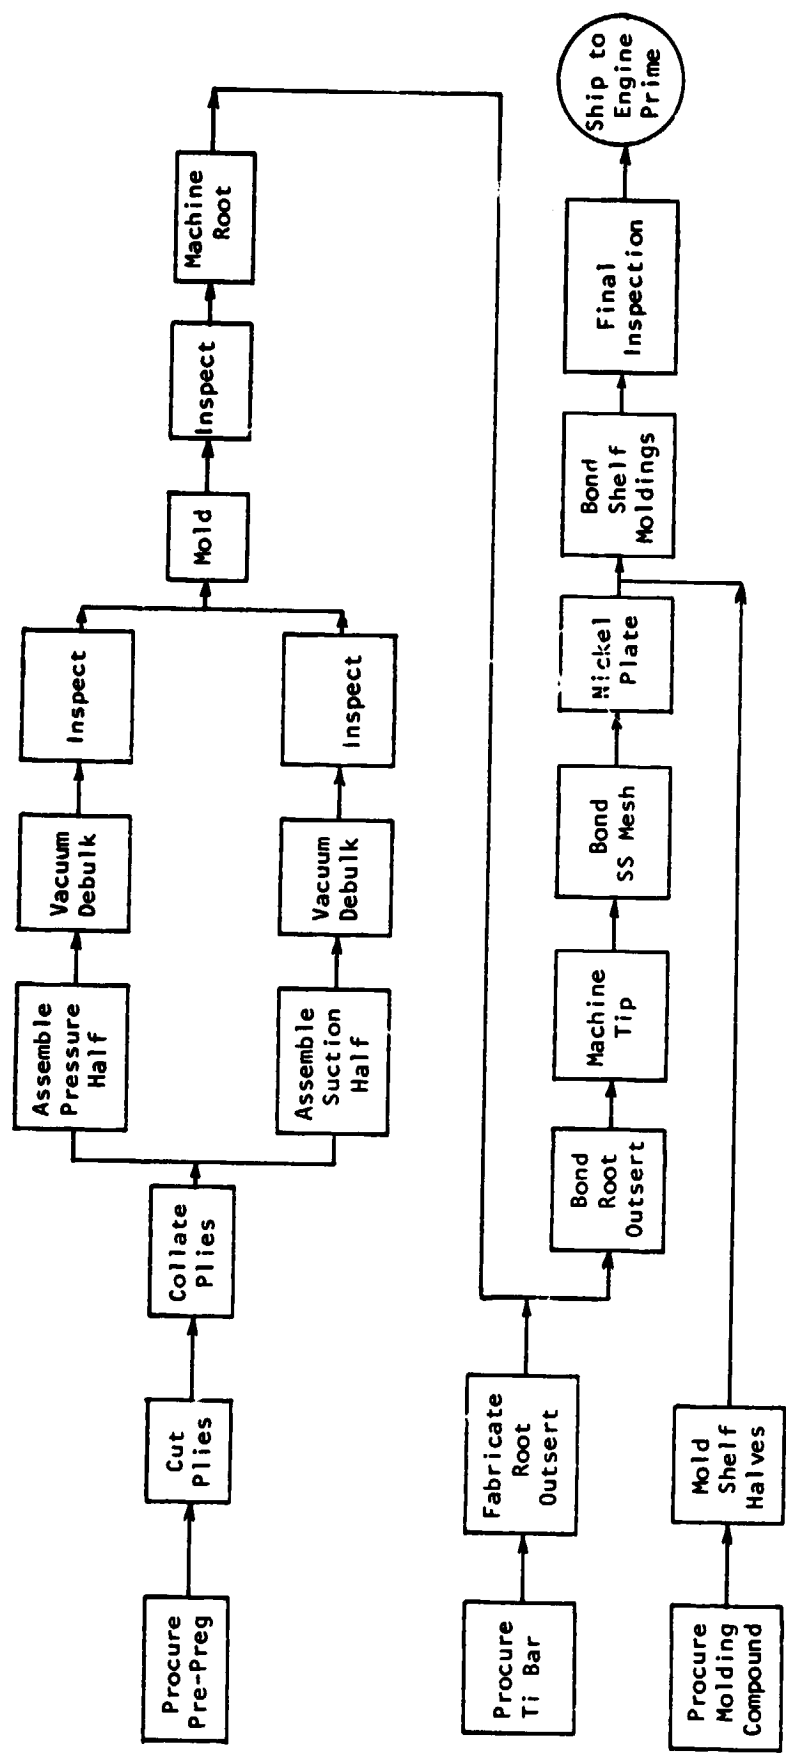 Procure
Pre-Preg
Cut
Plies
Collate
Plies
Assemble
Pressure
Half
Vacuum
Debulk
Inspect
Assemble
Suction
Half
Vacuum
Debulk
Inspect
Mold
Inspect
Machine
Root
Procure
Ti Bar
Fabricate
Root
Outsert
Bond
Root
Outsert
Machine
Tip
Bond
SS Mesh
Nickel
Plate
Bond
Shelf
Moldings
Final
Inspection
Ship to
Engine
Prime
Procure
Molding
Compound
Mold
Shelf
Halves